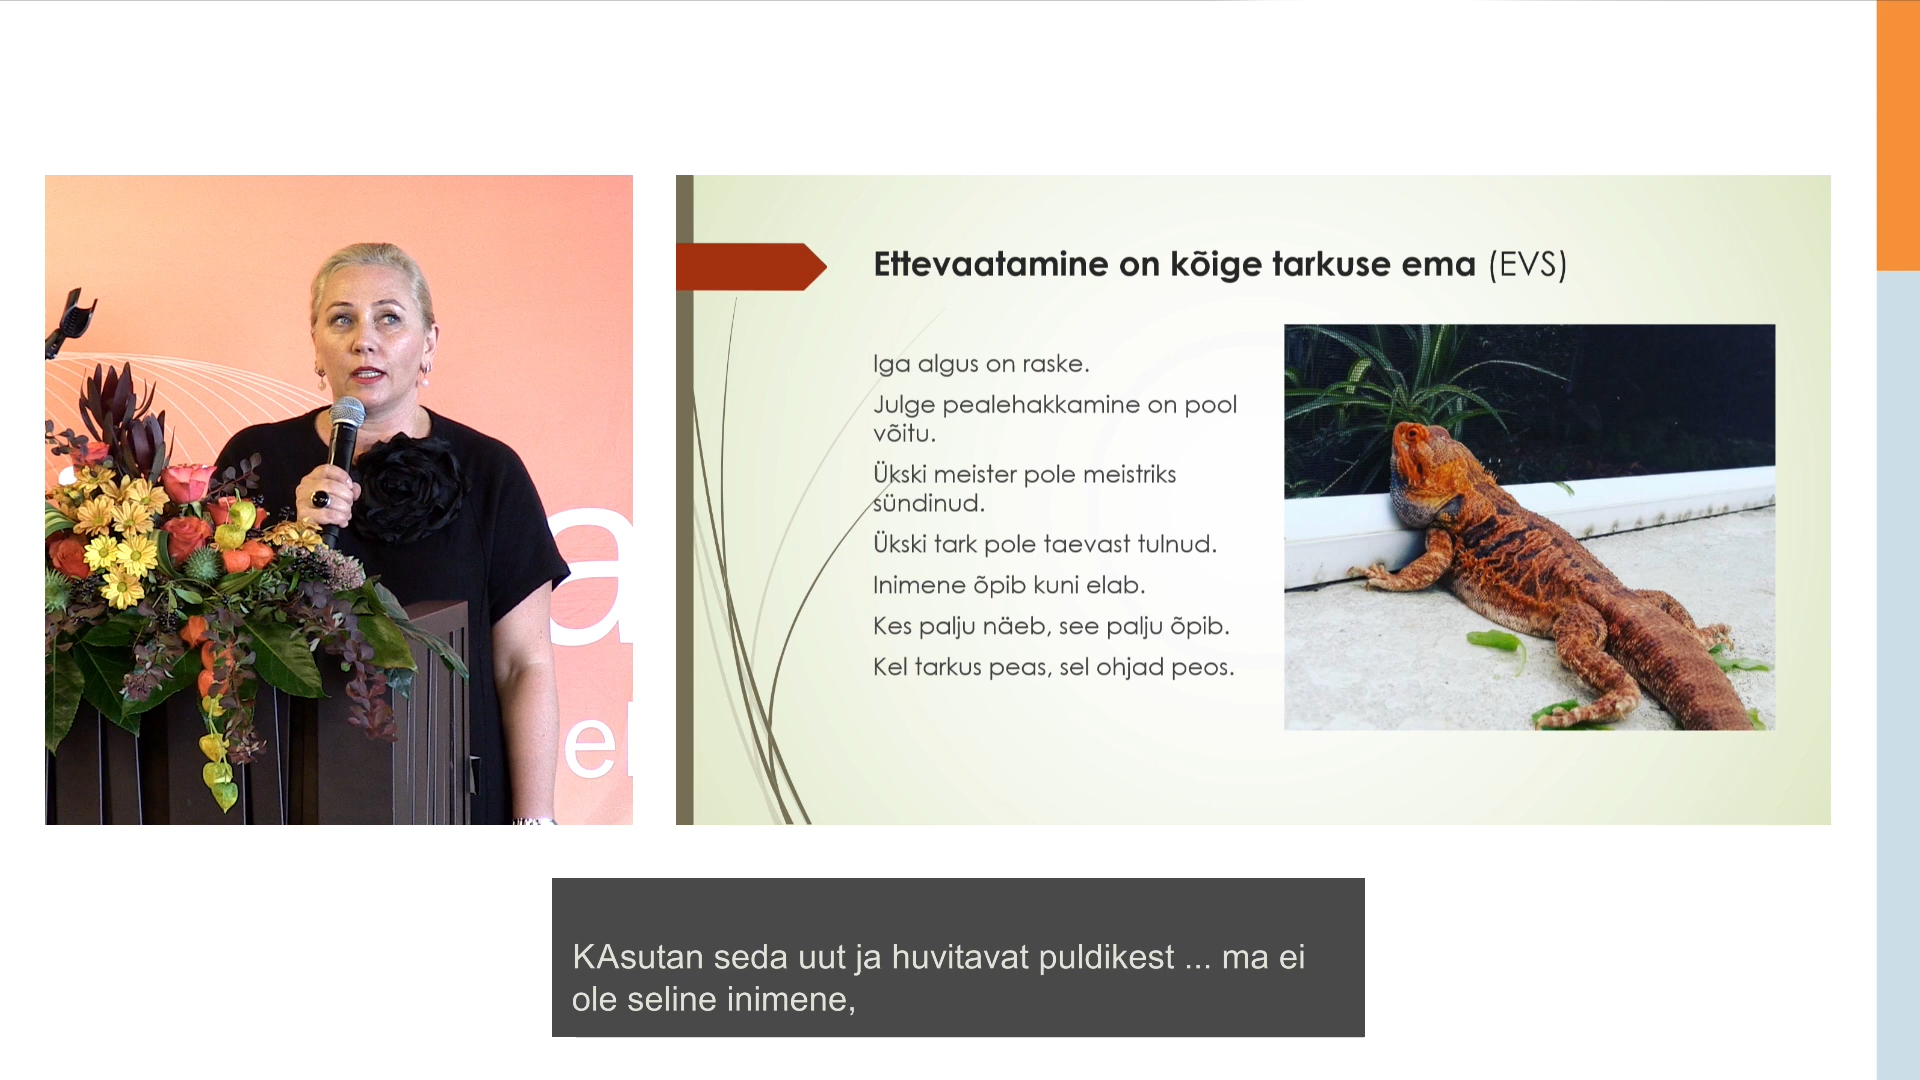 Ettevaatamine on kõige tarkuse ema (EVS)
Iga algus on raske.
Julge pealehakkamine on pool
võitu.
Ükski meister pole meistriks
sündinud.
Ükski tark pole taevast tulnud.
Inimene õpib kuni elab.
Kes palju näeb, see palju õpib.
Kel tarkus peas, sel ohjad peos.
KAsutan seda uut ja huvitavat puldikest ... ma ei
ole seline inimene,